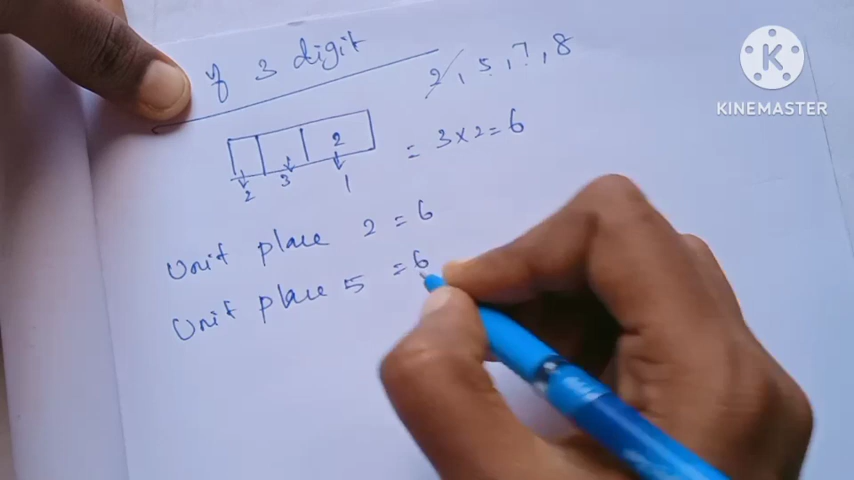 of 3 digit
2, 5, 7, 8
2
= 3 x 2 = 6
2 3 1
Unit place 2 = 6
Unit place 5 = 6
K
KINEMASTER